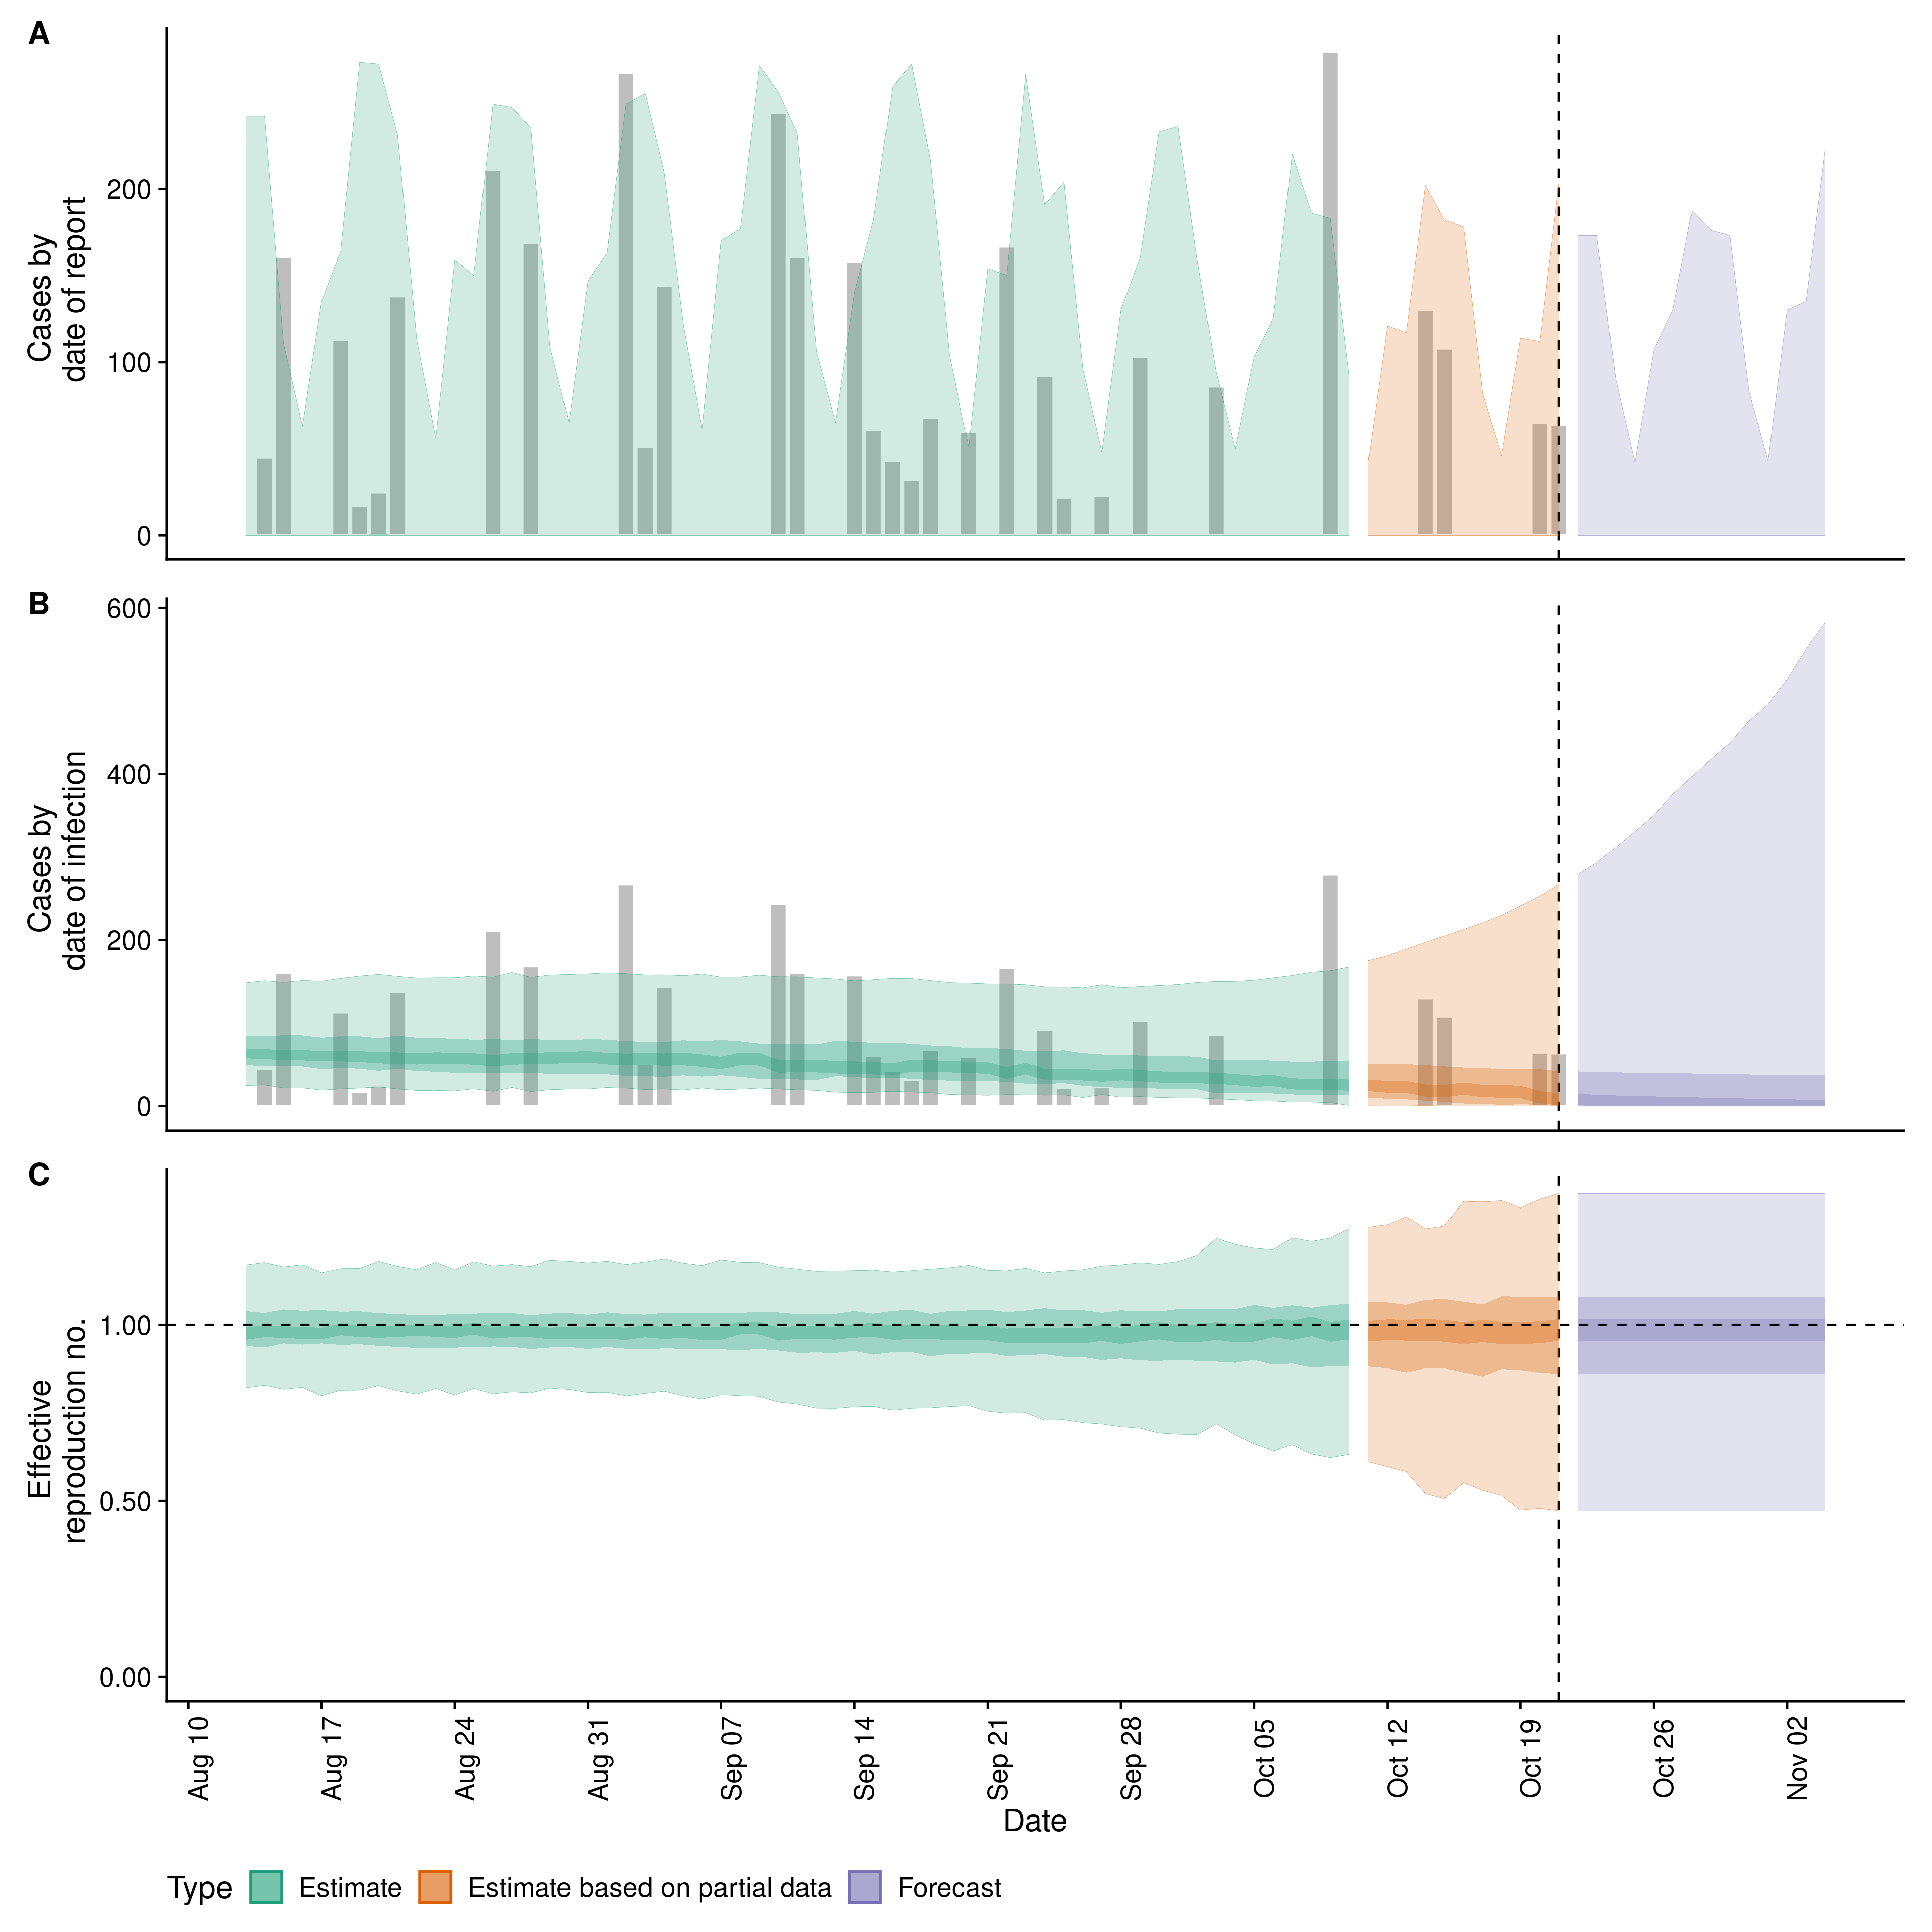 A
Cases by
date of report
200
100
0
B
Cases by
date of infection
600
400
200
0
C
Effective
reproduction no.
1.00
0.50
0.00
Aug 10
Aug 17
Aug 24
Aug 31
Sep 07
Sep 14
Sep 21
Sep 28
Oct 05
Oct 12
Oct 19
Oct 26
Nov 02
Date
Type Estimate Estimate based on partial data Forecast